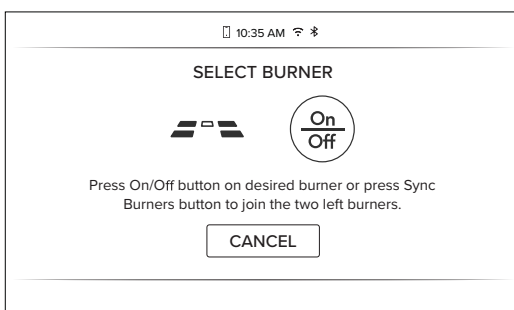 10:35 AM
SELECT BURNER
On
Off
Press On/Off button on desired burner or press Sync
Burners button to join the two left burners.
CANCEL